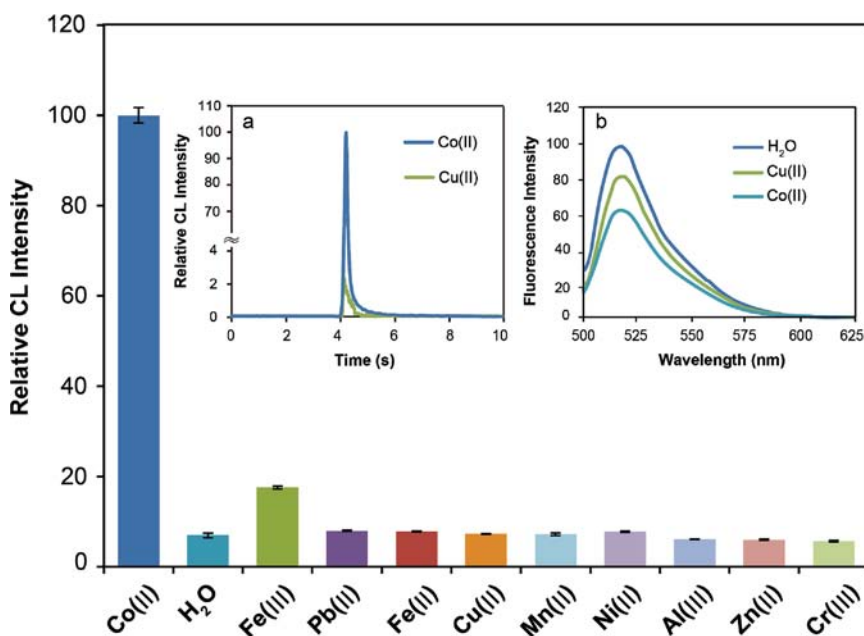 Relative CL Intensity
120
100
80
60
40
20
0
Co(II)
H₂O
Fe(III)
Pb(II)
Fe(II)
Cu(II)
Mn(II)
Ni(II)
Al(III)
Zn(II)
Cr(III)
a
Relative CL Intensity
110
100
90
80
70
4
2
0
0 2 4 6 8 10
Time (s)
Co(II)
Cu(II)
b
Fluorescence Intensity
120
100
80
60
40
20
0
500 525 550 575 600 625
Wavelength (nm)
H₂O
Cu(II)
Co(II)